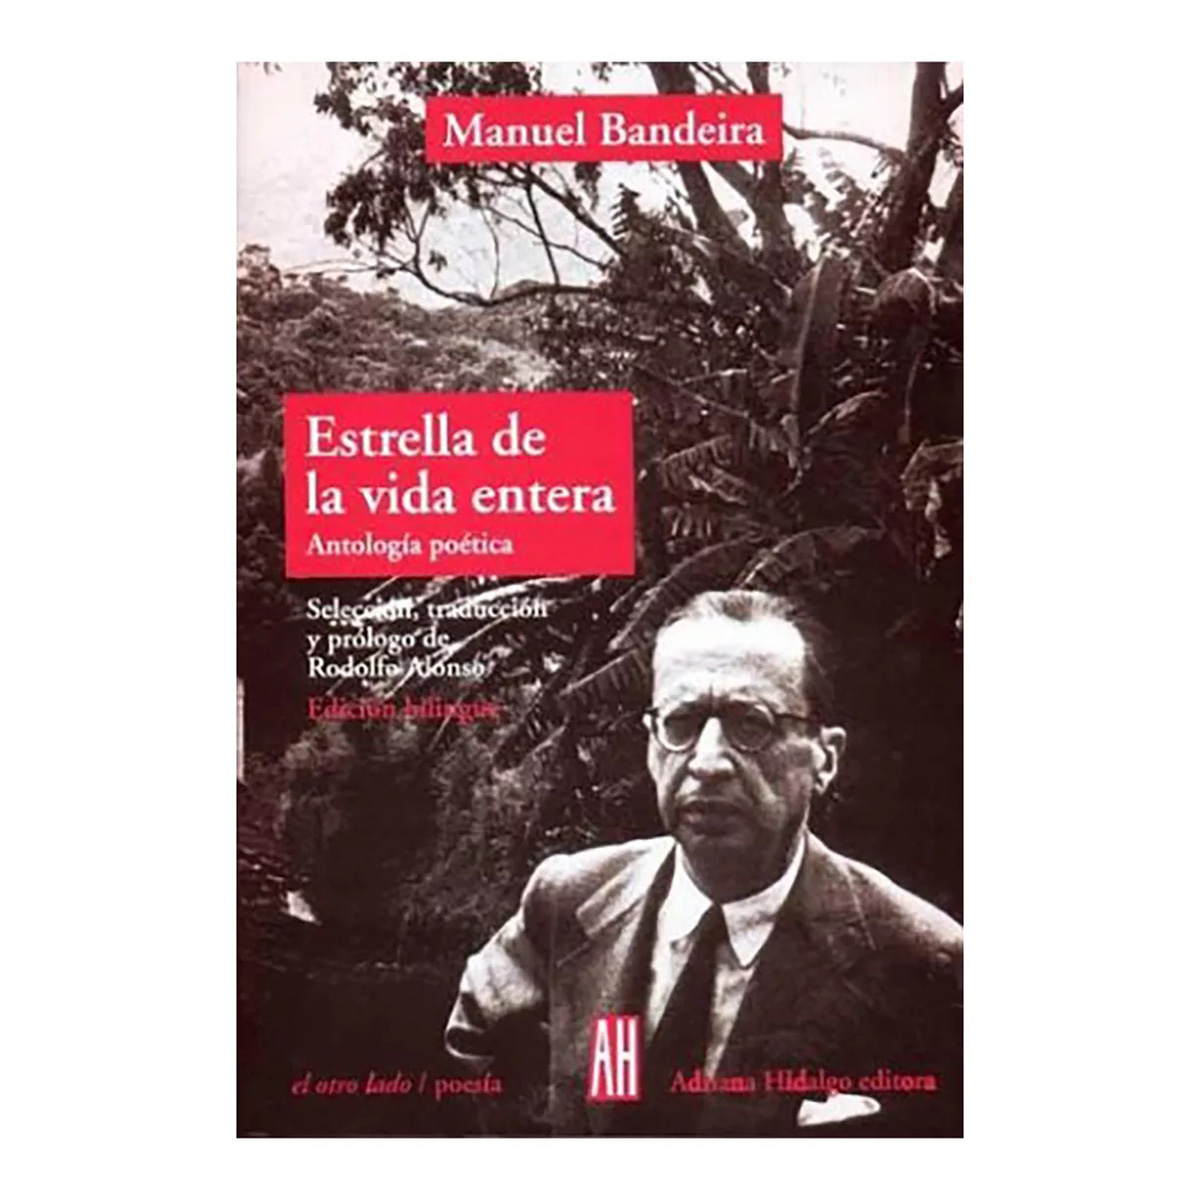 Manuel Bandeira
Estrella de
la vida entera
Antología poética
Selección, traducción
y prólogo de
Rodolfo Alonso
Edición bilingüe
el otro lado / poesía
AH
Adriana Hidalgo editora